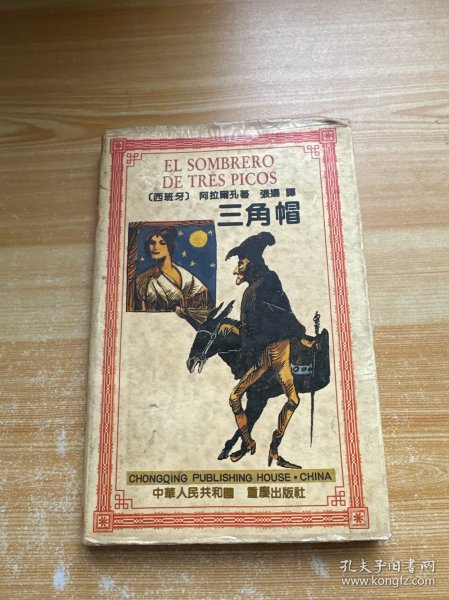 EL SOMBRERO
DE TRES PICOS
〔西班牙〕 阿拉爾孔著 張 譯
三角帽
CHONGQING PUBLISHING HOUSE • CHINA
中華人民共和國 重慶出版社
孔夫子旧书网
www.kongfz.com